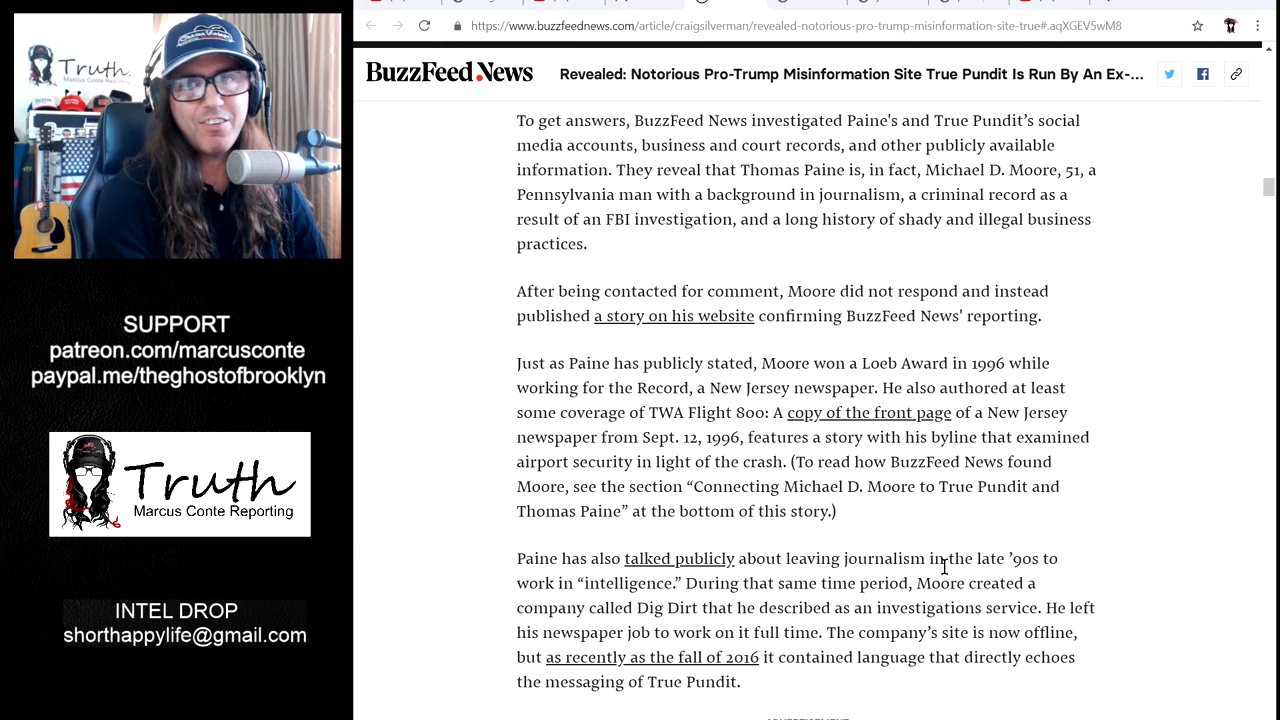 Truth.
Marcus Conte
SUPPORT
patreon.com/marcusconte
paypal.me/theghostofbrooklyn
Truth
Marcus Conte Reporting
INTEL DROP
shorthappylife@gmail.com
https://www.buzzfeednews.com/article/craigsilverman/revealed-notorious-pro-trump-misinformation-site-true#.aqXGEV5wM8
BuzzFeed News
Revealed: Notorious Pro-Trump Misinformation Site True Pundit Is Run By An Ex-...
To get answers, BuzzFeed News investigated Paine's and True Pundit’s social
media accounts, business and court records, and other publicly available
information. They reveal that Thomas Paine is, in fact, Michael D. Moore, 51, a
Pennsylvania man with a background in journalism, a criminal record as a
result of an FBI investigation, and a long history of shady and illegal business
practices.
After being contacted for comment, Moore did not respond and instead
published a story on his website confirming BuzzFeed News' reporting.
Just as Paine has publicly stated, Moore won a Loeb Award in 1996 while
working for the Record, a New Jersey newspaper. He also authored at least
some coverage of TWA Flight 800: A copy of the front page of a New Jersey
newspaper from Sept. 12, 1996, features a story with his byline that examined
airport security in light of the crash. (To read how BuzzFeed News found
Moore, see the section “Connecting Michael D. Moore to True Pundit and
Thomas Paine” at the bottom of this story.)
Paine has also talked publicly about leaving journalism in the late ’90s to
work in “intelligence.” During that same time period, Moore created a
company called Dig Dirt that he described as an investigations service. He left
his newspaper job to work on it full time. The company’s site is now offline,
but as recently as the fall of 2016 it contained language that directly echoes
the messaging of True Pundit.